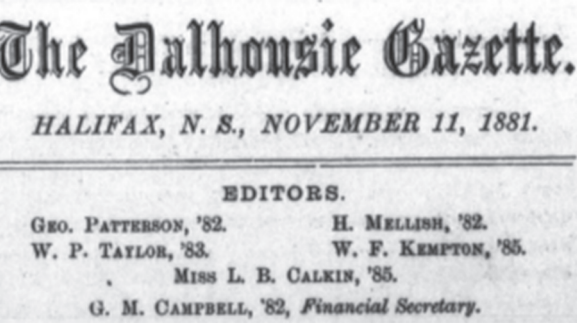 The Dalhousie Gazette.
HALIFAX, N. S., NOVEMBER 11, 1881.
EDITORS.
GEO. PATTERSON, '82. H. MELLISH, '82.
W. P. TAYLOR, '83. W. F. KEMPTON, '85.
MISS L. B. CALKIN, '85.
G. M. CAMPBELL, '82, Financial Secretary.